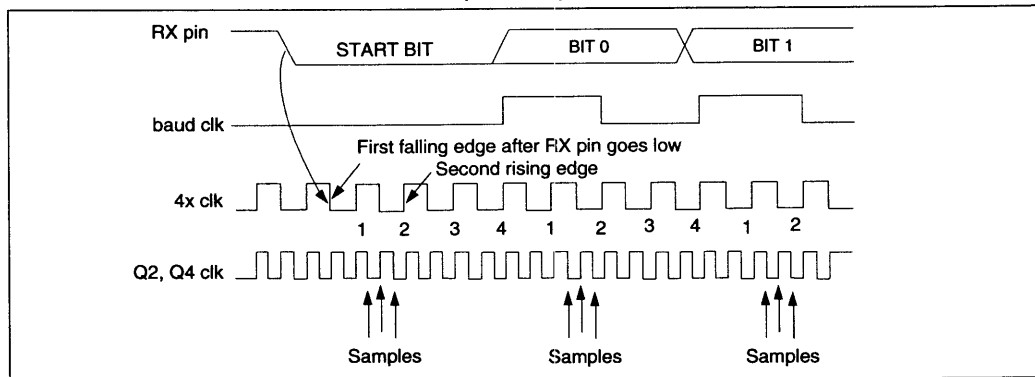 RX pin
START BIT
BIT 0
BIT 1
baud clk
First falling edge after RX pin goes low
Second rising edge
4x clk
1 2 3 4 1 2 3 4 1 2
Q2, Q4 clk
Samples Samples Samples